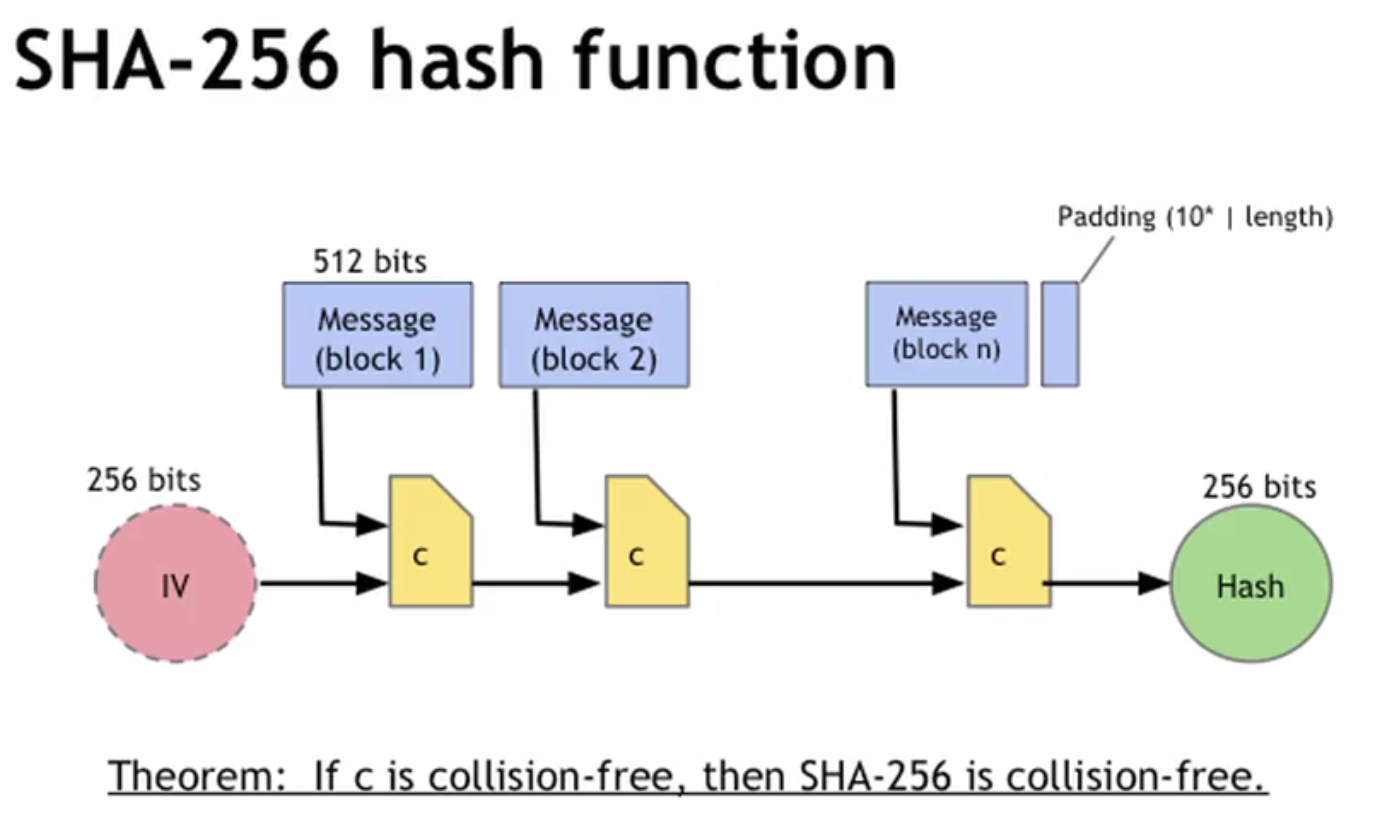 SHA-256 hash function
Padding (10* | length)
512 bits
Message
(block 1)
Message
(block 2)
Message
(block n)
256 bits
IV
c
c
c
256 bits
Hash
Theorem: If c is collision-free, then SHA-256 is collision-free.